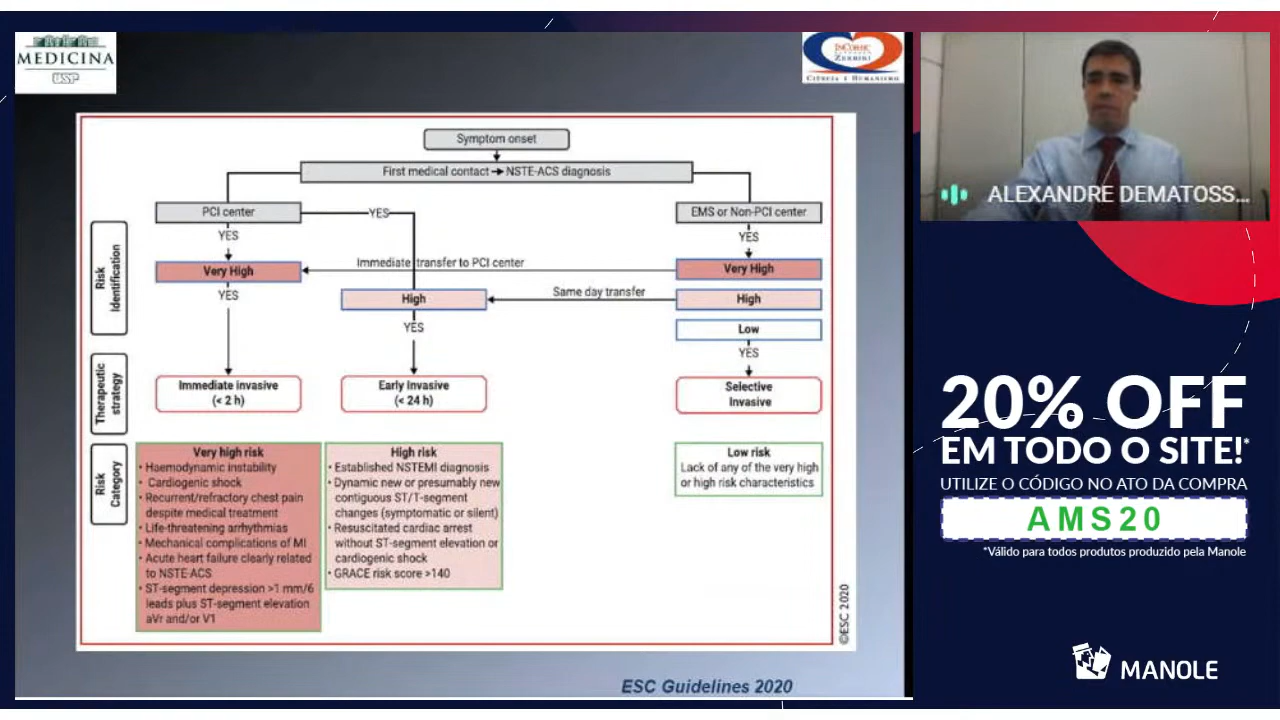 MEDICINA
USP
INCORHC
ZERBINI
CIÊNCIA E HUMANISMO
Symptom onset
First medical contact → NSTE-ACS diagnosis
PCI center
YES
EMS or Non-PCI center
YES
YES
Risk
Identification
Very High
Immediate transfer to PCI center
Very High
YES
High
Same day transfer
High
YES
Low
YES
Therapeutic
strategy
Immediate invasive
(< 2 h)
Early Invasive
(< 24 h)
Selective
Invasive
Risk
Category
Very high risk
• Haemodynamic instability
• Cardiogenic shock
• Recurrent/refractory chest pain
despite medical treatment
• Life-threatening arrhythmias
• Mechanical complications of MI
• Acute heart failure clearly related
to NSTE-ACS
• ST-segment depression >1 mm/6
leads plus ST-segment elevation
aVr and/or V1
High risk
• Established NSTEMI diagnosis
• Dynamic new or presumably new
contiguous ST/T-segment
changes (symptomatic or silent)
• Resuscitated cardiac arrest
without ST-segment elevation or
cardiogenic shock
• GRACE risk score >140
Low risk
Lack of any of the very high
or high risk characteristics
©ESC 2020
ESC Guidelines 2020
ALEXANDRE DEMATOSS...
20% OFF
EM TODO O SITE!*
UTILIZE O CÓDIGO NO ATO DA COMPRA
AMS20
*Válido para todos produtos produzido pela Manole
MANOLE